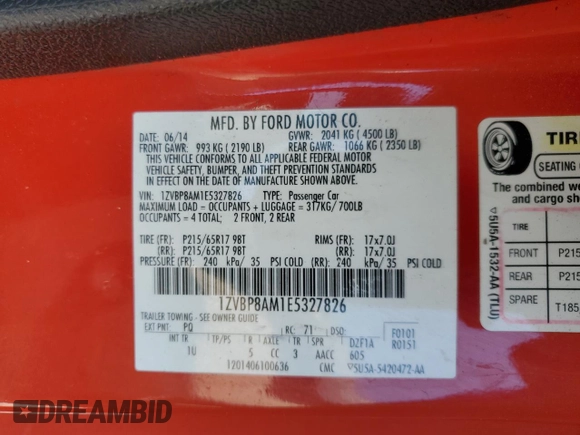 MFD. BY FORD MOTOR CO.
DATE: 06/14 GVWR: 2041 KG ( 4500 LB)
FRONT GAWR: 993 KG ( 2190 LB) REAR GAWR: 1066 KG ( 2350 LB)
THIS VEHICLE CONFORMS TO ALL APPLICABLE FEDERAL MOTOR
VEHICLE SAFETY, BUMPER, AND THEFT PREVENTION STANDARDS
IN EFFECT ON THE DATE OF MANUFACTURE SHOWN ABOVE.
VIN: 1ZVBP8AM1E5327826 TYPE: Passenger Car
MAXIMUM LOAD = OCCUPANTS + LUGGAGE = 317KG/700LB
OCCUPANTS = 4 TOTAL; 2 FRONT, 2 REAR
TIRE (FR): P215/65R17 98T RIMS (FR): 17x7.0J
(RR): P215/65R17 98T (RR): 17x7.0J
PRESSURE (FR): 240 kPa/ 35 PSI COLD (RR): 240 kPa/ 35 PSI COLD
1ZVBP8AM1E5327826
TRAILER TOWING - SEE OWNER GUIDE
EXT PNT: PQ RC: 71 DSO: F0101
TP/PS R AXLE TR SPR D2F1A R0151
1U 5 CC 3 AACC 605
1201406100636 CMC 5U5A-5420472-AA
TIRE
SEATING
The combined w
and cargo sho
TIRE
FRONT P215
REAR P215
SPARE T185
5U5A-1532-AA (TLU)
DREAMBID